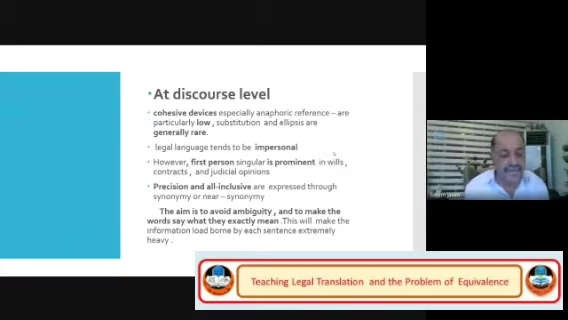 At discourse level
cohesive devices especially anaphoric reference – are
particularly low , substitution and ellipsis are
generally rare.
legal language tends to be impersonal
However, first person singular is prominent in wills ,
contracts , and judicial opinions
Precision and all-inclusive are expressed through
synonymy or near – synonymy
The aim is to avoid ambiguity , and to make the
words say what they exactly mean .This will make the
information load borne by each sentence extremely
heavy .
Teaching Legal Translation and the Problem of Equivalence